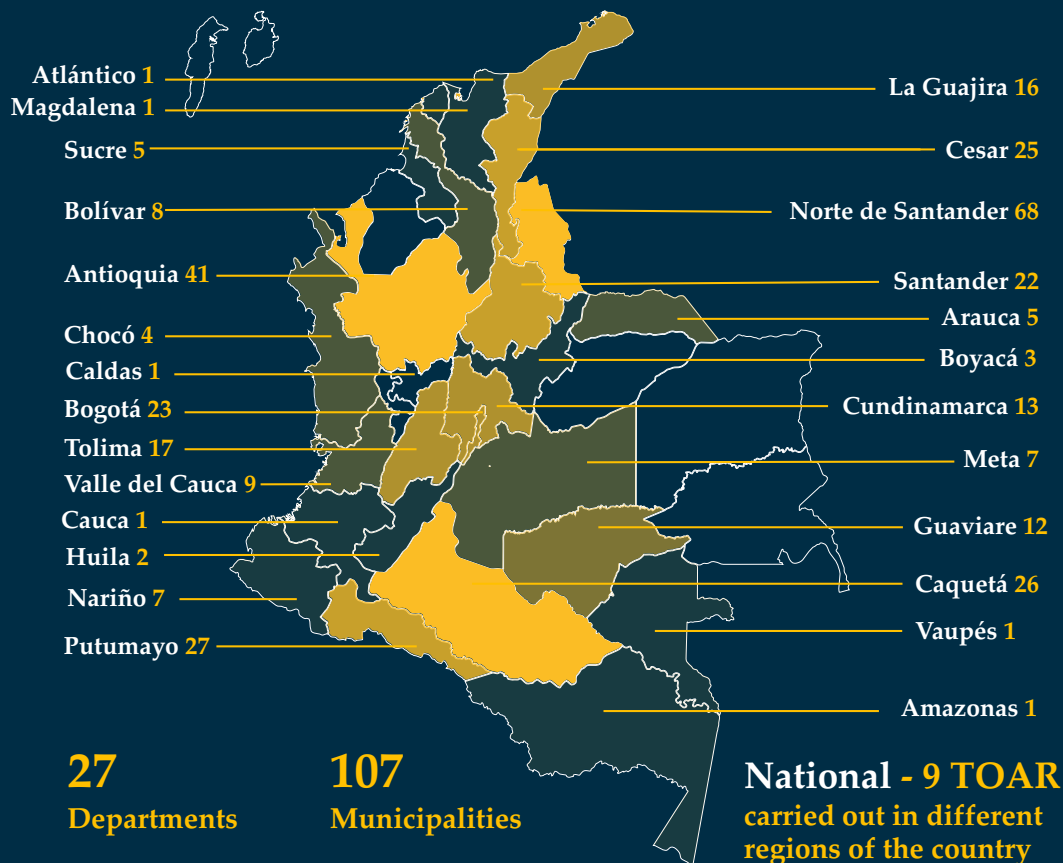 Atlántico 1
Magdalena 1
Sucre 5
Bolívar 8
Antioquia 41
Chocó 4
Caldas 1
Bogotá 23
Tolima 17
Valle del Cauca 9
Cauca 1
Huila 2
Nariño 7
Putumayo 27
La Guajira 16
Cesar 25
Norte de Santander 68
Santander 22
Arauca 5
Boyacá 3
Cundinamarca 13
Meta 7
Guaviare 12
Caquetá 26
Vaupés 1
Amazonas 1
27
Departments
107
Municipalities
National - 9 TOAR
carried out in different
regions of the country